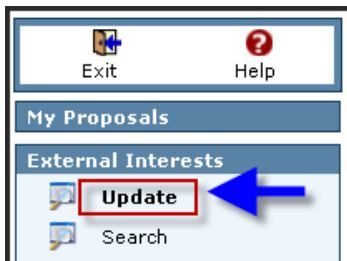 Exit Help
My Proposals
External Interests
Update
Search